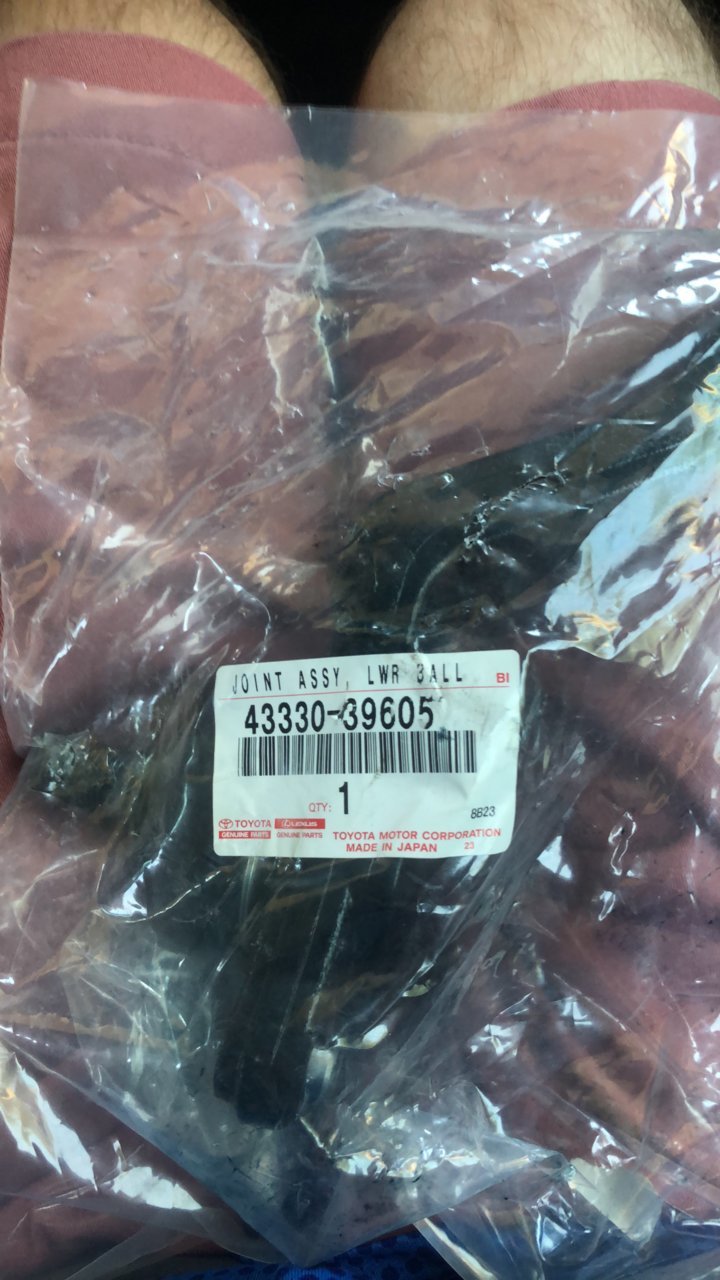 JOINT ASSY, LWR BALL
BI
43330-39605
QTY: 1
8B23
TOYOTA LEXUS
GENUINE PARTS GENUINE PARTS
TOYOTA MOTOR CORPORATION
MADE IN JAPAN 23